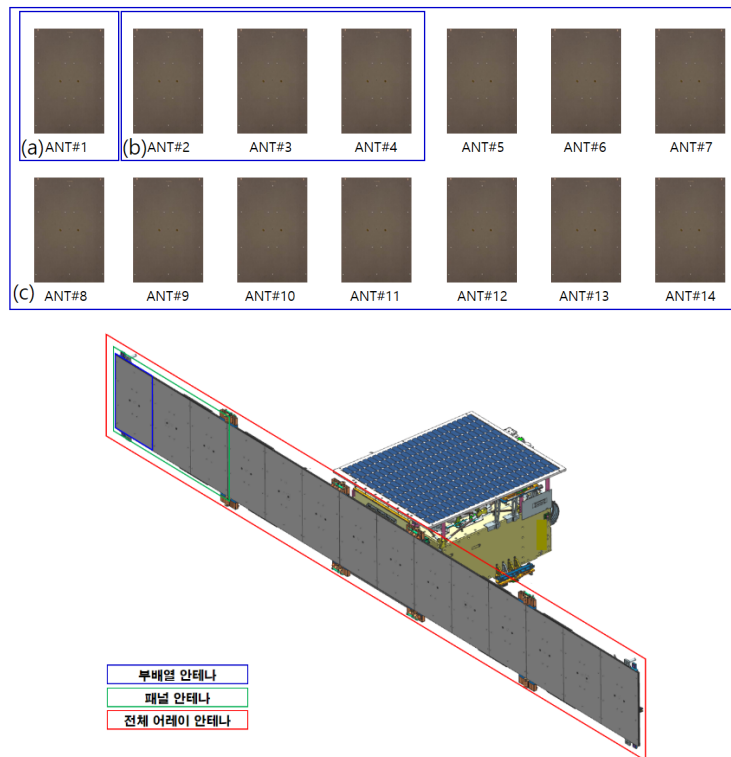 (a) ANT#1 (b) ANT#2 ANT#3 ANT#4 ANT#5 ANT#6 ANT#7
(c) ANT#8 ANT#9 ANT#10 ANT#11 ANT#12 ANT#13 ANT#14
부배열 안테나
패널 안테나
전체 어레이 안테나